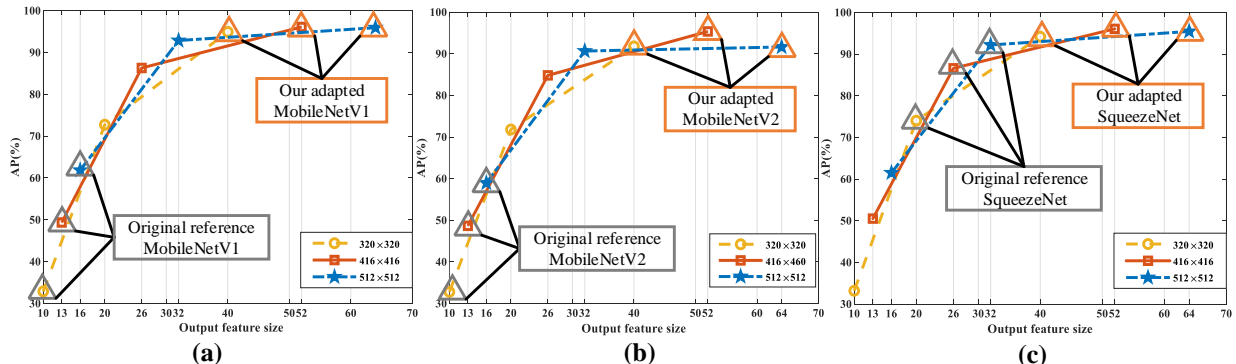 100
90
80
70
60
50
40
30
AP(%)
10 13 16 20 26 30 32 40 50 52 70
Output feature size
Our adapted
MobileNetV1
Original reference
MobileNetV1
320×320
416×416
512×512
(a)
100
90
80
70
60
50
40
30
AP(%)
10 13 16 20 26 30 32 40 50 52 64 70
Output feature size
Our adapted
MobileNetV2
Original reference
MobileNetV2
320×320
416×460
512×512
(b)
100
90
80
70
60
50
40
30
AP(%)
10 13 16 20 26 30 32 40 50 52 64 70
Output feature size
Our adapted
SqueezeNet
Original reference
SqueezeNet
320×320
416×416
512×512
(c)